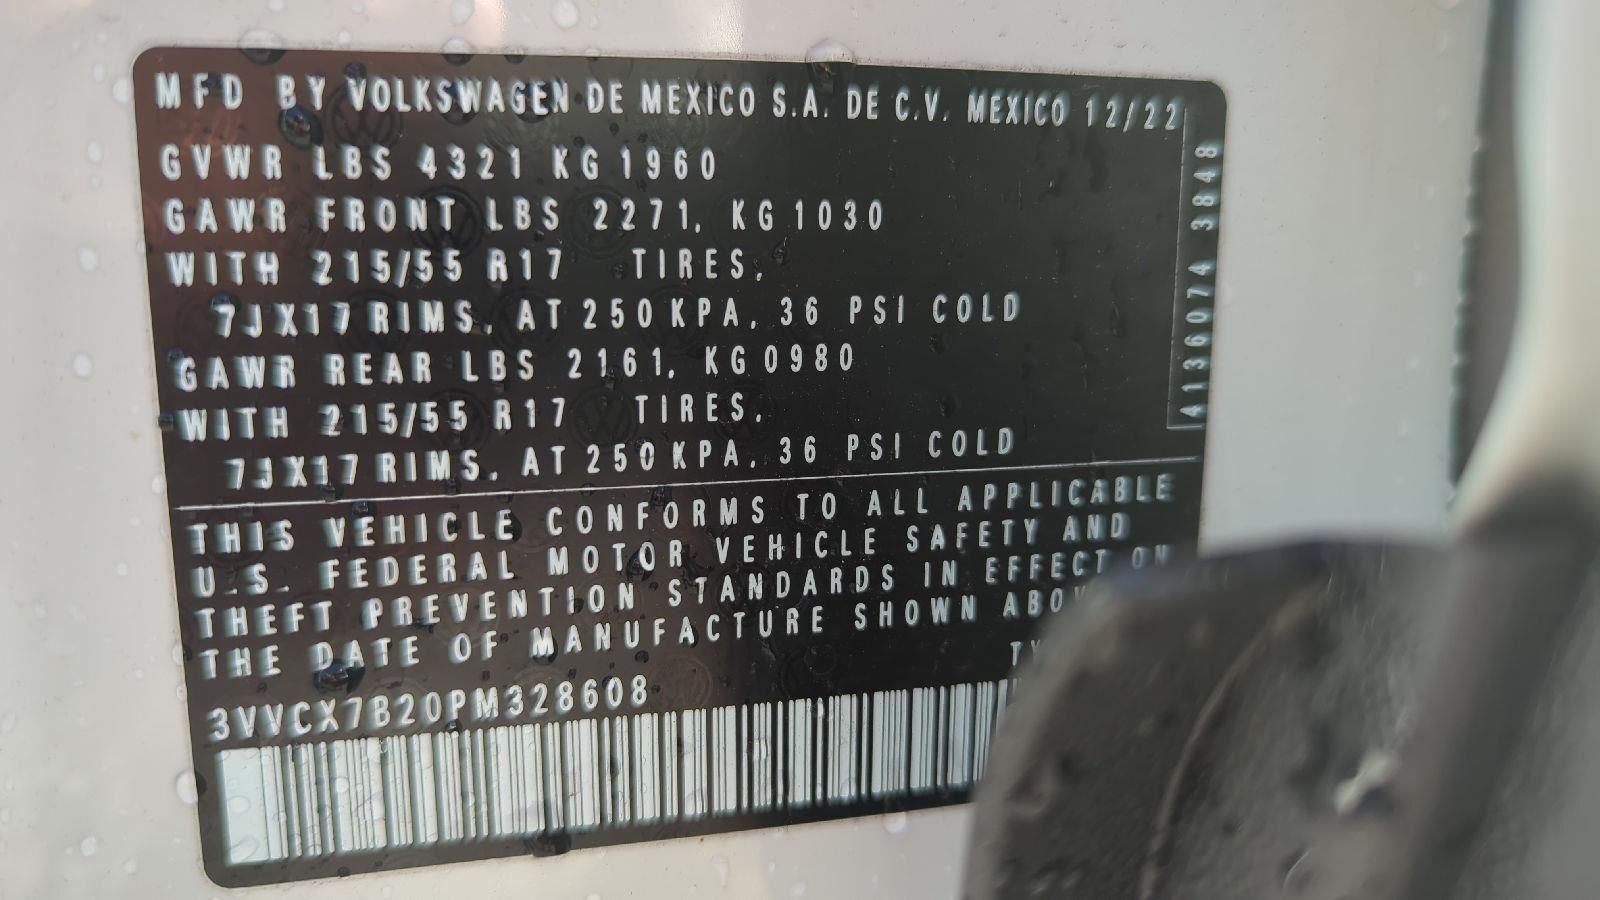 MFD BY VOLKSWAGEN DE MEXICO S.A. DE C.V. MEXICO 12/22
GVWR LBS 4321 KG 1960
GAWR FRONT LBS 2271, KG 1030
WITH 215/55 R17 TIRES,
7JX17 RIMS, AT 250 KPA, 36 PSI COLD
GAWR REAR LBS 2161, KG 0980
WITH 215/55 R17 TIRES,
7JX17 RIMS, AT 250 KPA, 36 PSI COLD
4136074 3848
THIS VEHICLE CONFORMS TO ALL APPLICABLE
U.S. FEDERAL MOTOR VEHICLE SAFETY AND
THEFT PREVENTION STANDARDS IN EFFECT ON
THE DATE OF MANUFACTURE SHOWN
3VVCX7B20PM328608